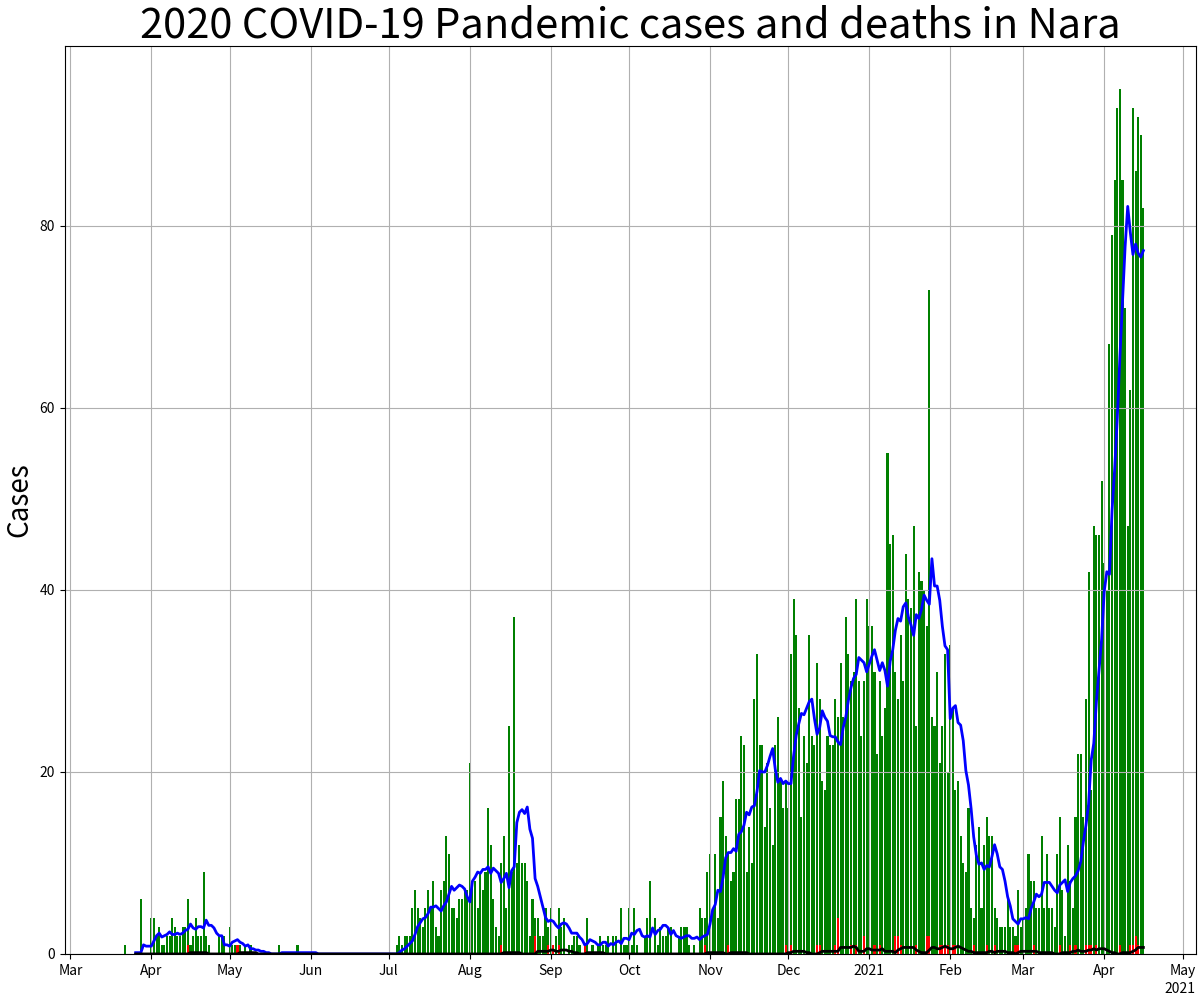 2020 COVID-19 Pandemic cases and deaths in Nara
Cases
80
60
40
20
0
Mar Apr May Jun Jul Aug Sep Oct Nov Dec 2021 Feb Mar Apr May
2021